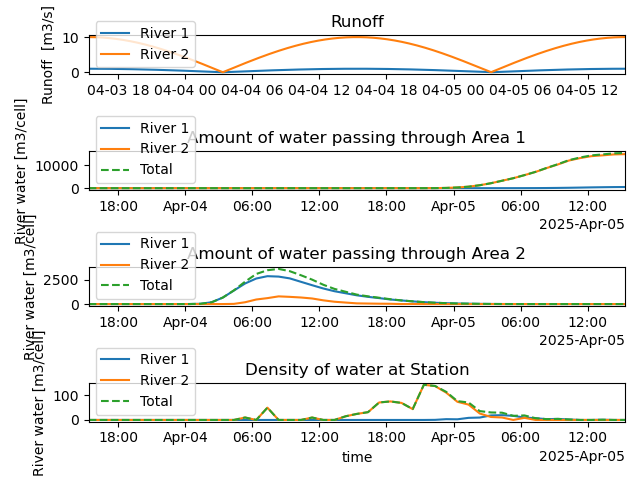 Runoff
Runoff  [m3/s]
10
0
River 1
River 2
04-03 18 04-04 00 04-04 06 04-04 12 04-04 18 04-05 00 04-05 06 04-05 12
Amount of water passing through Area 1
River water [m3/cell]
10000
0
River 1
River 2
Total
18:00 Apr-04 06:00 12:00 18:00 Apr-05 06:00 12:00
2025-Apr-05
Amount of water passing through Area 2
River water [m3/cell]
2500
0
River 1
River 2
Total
18:00 Apr-04 06:00 12:00 18:00 Apr-05 06:00 12:00
2025-Apr-05
Density of water at Station
River water [m3/cell]
100
0
River 1
River 2
Total
18:00 Apr-04 06:00 12:00 18:00 Apr-05 06:00 12:00
time
2025-Apr-05